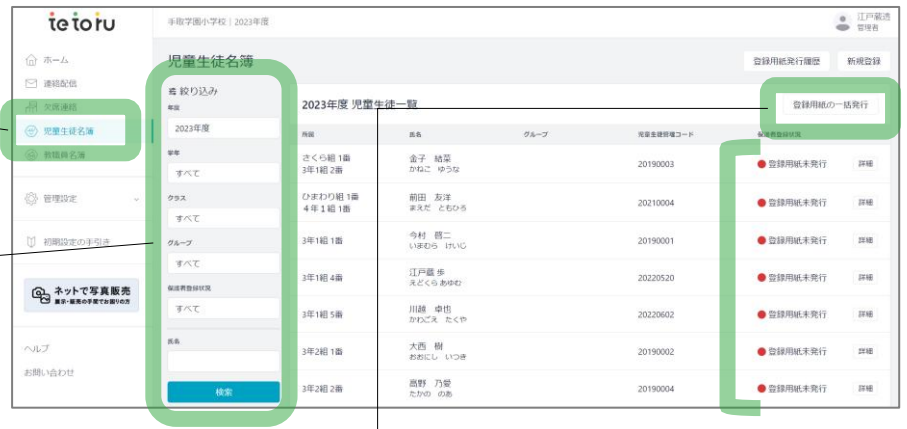 tetoru
手取学園小学校 | 2023年度
江戸蔵透
管理者
ホーム
連絡配信
欠席連絡
児童生徒名簿
教職員名簿
管理設定
初期設定の手引き
ネットで写真販売
展示・販売の手間でお困りの方
ヘルプ
お問い合わせ
児童生徒名簿
登録用紙発行履歴
新規登録
絞り込み
年度
2023年度
学年
すべて
クラス
すべて
グループ
すべて
保護者登録状況
すべて
氏名
検索
2023年度 児童生徒一覧
登録用紙の一括発行
所属 氏名 グループ 児童生徒管理コード 保護者登録状況
さくら組 1番
3年1組 2番
金子 結菜
かねこ ゆうな
20190003
登録用紙未発行
詳細
ひまわり組 1番
4年1組 1番
前田 友洋
まえだ ともひろ
20210004
登録用紙未発行
詳細
3年1組 1番
今村 啓二
いまむら けいじ
20190001
登録用紙未発行
詳細
3年1組 4番
江戸蔵 歩
えどくら あゆむ
20220520
登録用紙未発行
詳細
3年1組 5番
川越 卓也
かわごえ たくや
20220602
登録用紙未発行
詳細
3年2組 1番
大西 樹
おおにし いつき
20190002
登録用紙未発行
詳細
3年2組 2番
高野 乃愛
たかの のあ
20190004
登録用紙未発行
詳細